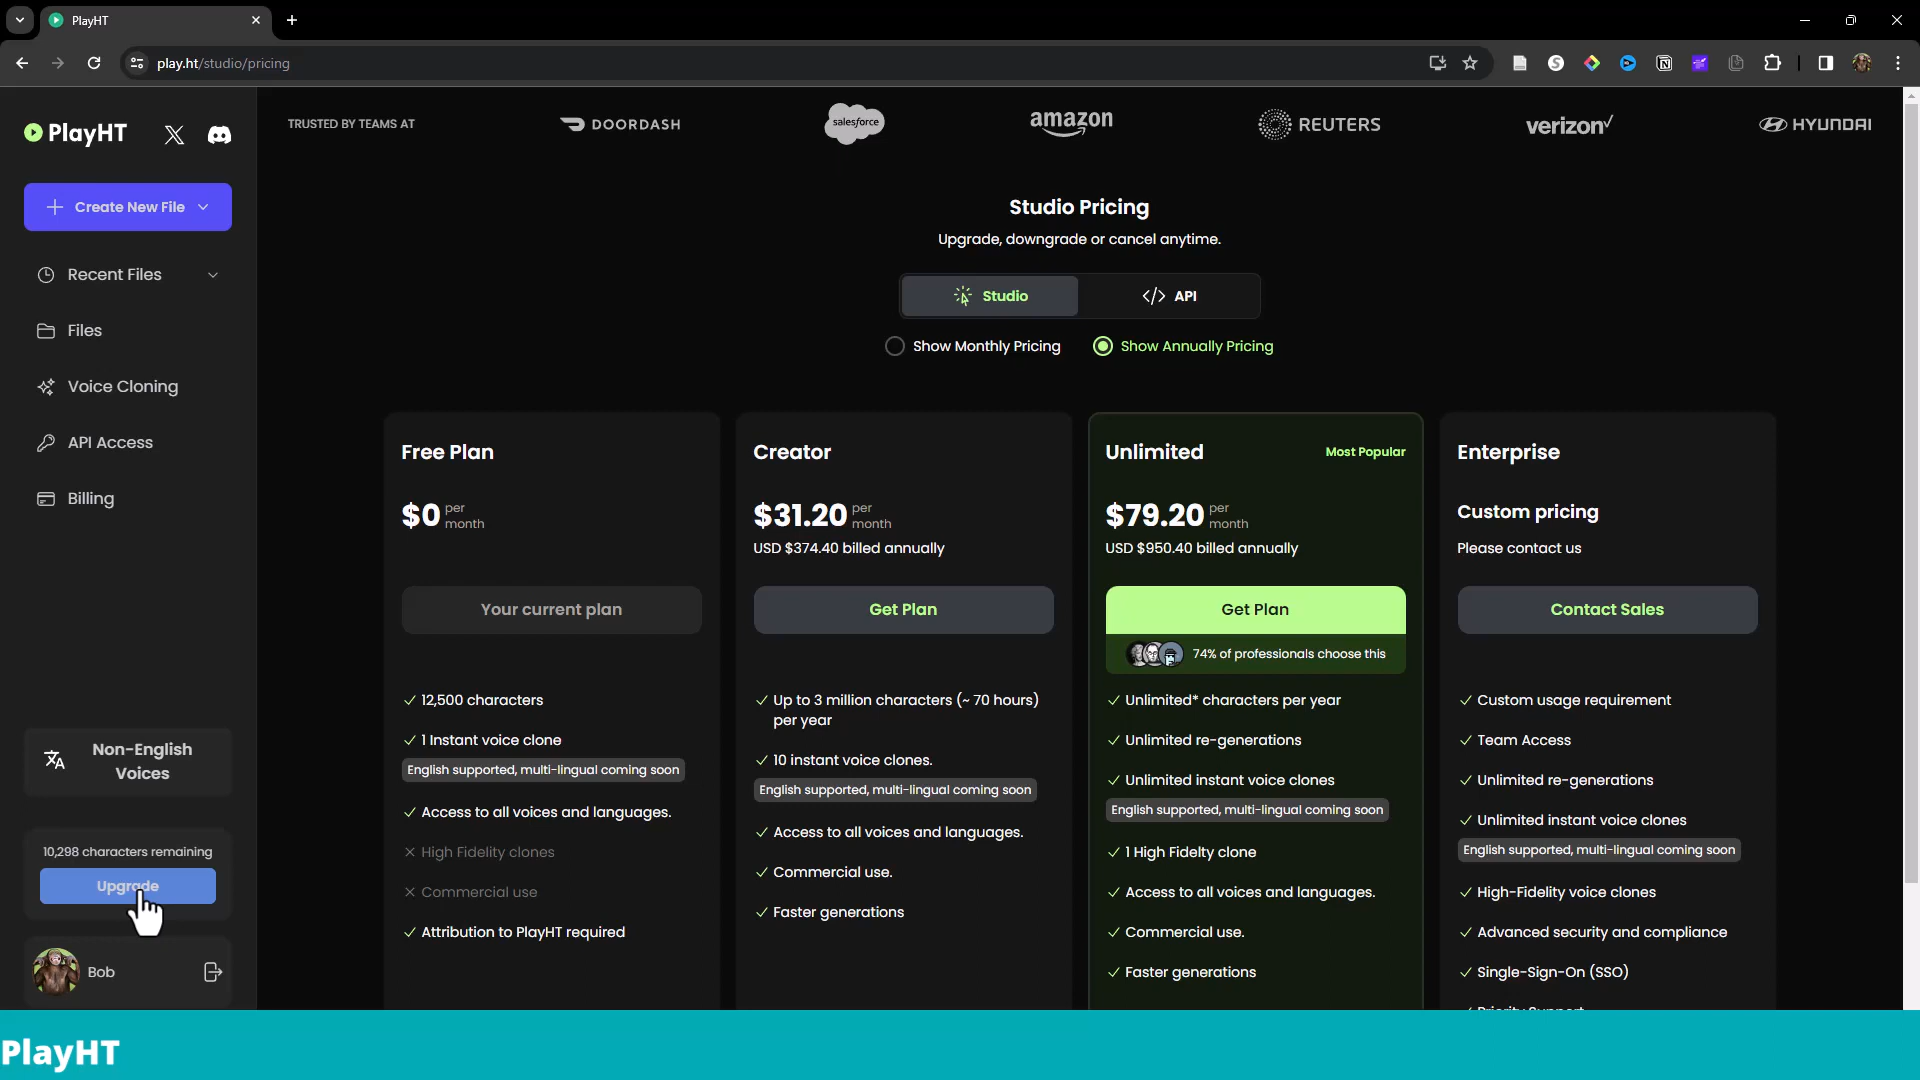 PlayHT
play.ht/studio/pricing
PlayHT
TRUSTED BY TEAMS AT
DOORDASH
salesforce
amazon
REUTERS
verizon✓
HYUNDAI
Create New File
Recent Files
Files
Voice Cloning
API Access
Billing
Non-English
Voices
10,298 characters remaining
Upgrade
Bob
Studio Pricing
Upgrade, downgrade or cancel anytime.
Studio
</> API
Show Monthly Pricing
Show Annually Pricing
Free Plan
$0 per
month
Your current plan
✓ 12,500 characters
✓ 1 Instant voice clone
English supported, multi-lingual coming soon
✓ Access to all voices and languages.
× High Fidelity clones
× Commercial use
✓ Attribution to PlayHT required
Creator
$31.20 per
month
USD $374.40 billed annually
Get Plan
✓ Up to 3 million characters (~ 70 hours)
per year
✓ 10 instant voice clones.
English supported, multi-lingual coming soon
✓ Access to all voices and languages.
✓ Commercial use.
✓ Faster generations
Unlimited
Most Popular
$79.20 per
month
USD $950.40 billed annually
Get Plan
74% of professionals choose this
✓ Unlimited* characters per year
✓ Unlimited re-generations
✓ Unlimited instant voice clones
English supported, multi-lingual coming soon
✓ 1 High Fidelty clone
✓ Access to all voices and languages.
✓ Commercial use.
✓ Faster generations
Enterprise
Custom pricing
Please contact us
Contact Sales
✓ Custom usage requirement
✓ Team Access
✓ Unlimited re-generations
✓ Unlimited instant voice clones
English supported, multi-lingual coming soon
✓ High-Fidelity voice clones
✓ Advanced security and compliance
✓ Single-Sign-On (SSO)
✓ Priority Support
PlayHT